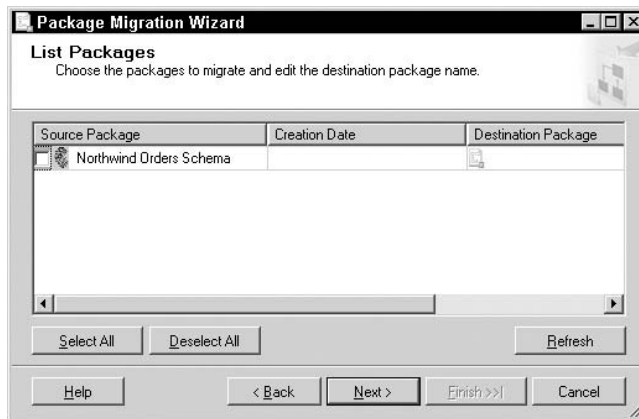 Package Migration Wizard
List Packages
Choose the packages to migrate and edit the destination package name.
Source Package Creation Date Destination Package
Northwind Orders Schema
Select All Deselect All Refresh
Help < Back Next > Finish >>| Cancel